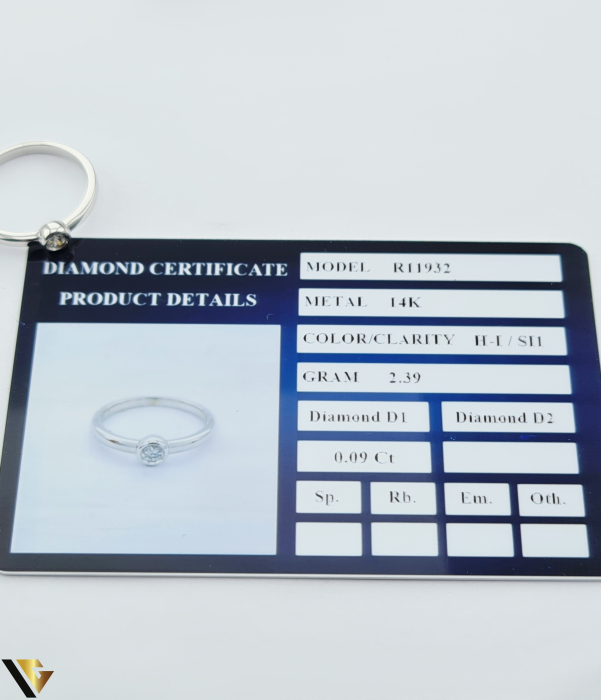 DIAMOND CERTIFICATE
PRODUCT DETAILS
MODEL R11932
METAL 14K
COLOR/CLARITY H-I / SI1
GRAM 2.39
Diamond D1 Diamond D2
0.09 Ct
Sp. Rb. Em. Oth.